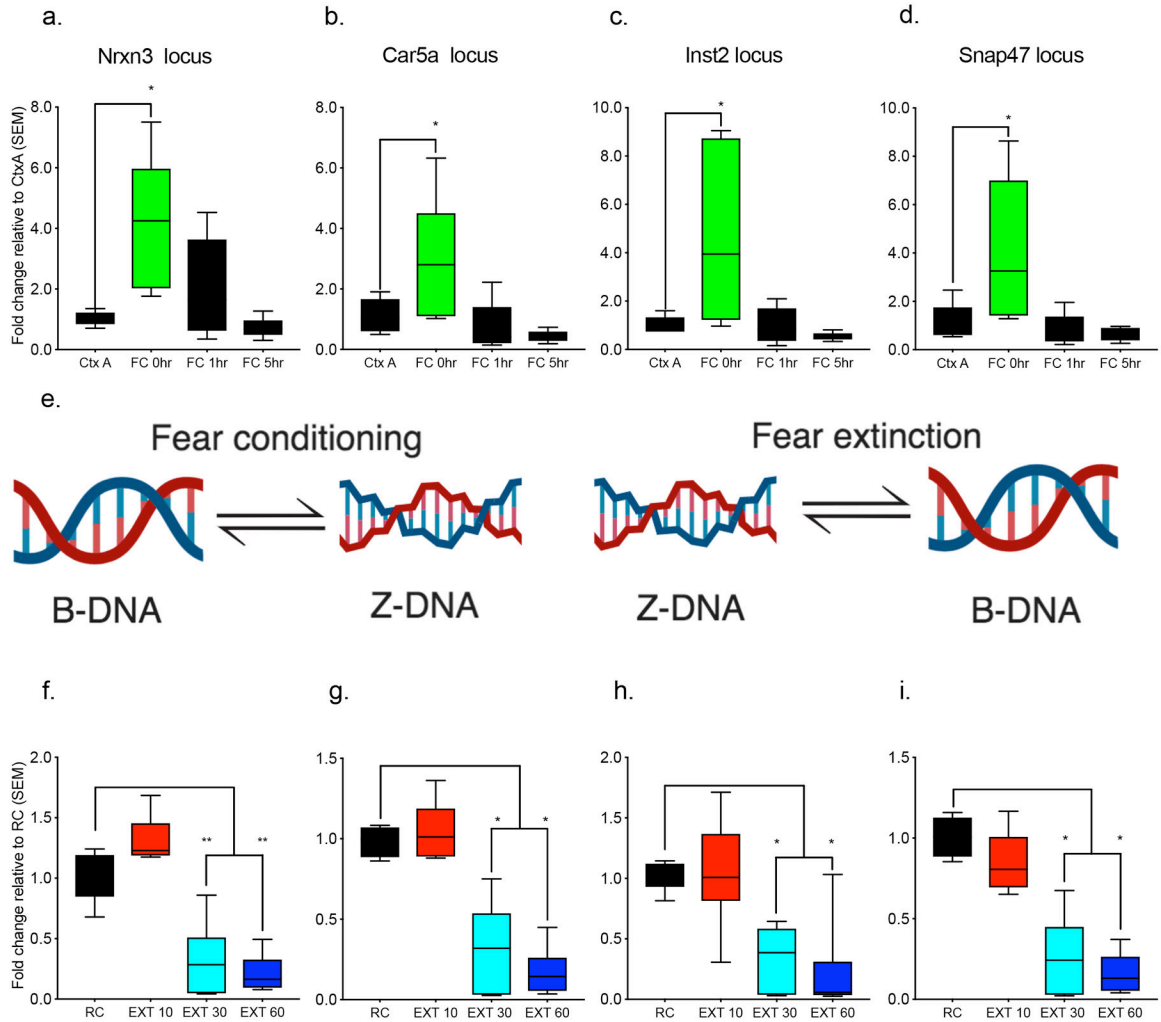 a.
Nrxn3 locus
Fold change relative to CtxA (SEM)
8.0
6.0
4.0
2.0
0.0
*
Ctx A FC 0hr FC 1hr FC 5hr
b.
Car5a locus
8.0
6.0
4.0
2.0
0.0
*
Ctx A FC 0hr FC 1hr FC 5hr
c.
Inst2 locus
10.0
8.0
6.0
4.0
2.0
0.0
*
Ctx A FC 0hr FC 1hr FC 5hr
d.
Snap47 locus
10.0
8.0
6.0
4.0
2.0
0.0
*
Ctx A FC 0hr FC 1hr FC 5hr
e.
Fear conditioning
B-DNA
Z-DNA
Fear extinction
Z-DNA
B-DNA
f.
Fold change relative to RC (SEM)
2.0
1.5
1.0
0.5
0.0
** **
RC EXT 10 EXT 30 EXT 60
g.
1.5
1.0
0.5
0.0
* *
RC EXT 10 EXT 30 EXT 60
h.
2.0
1.5
1.0
0.5
0.0
* *
RC EXT 10 EXT 30 EXT 60
i.
1.5
1.0
0.5
0.0
* *
RC EXT 10 EXT 30 EXT 60